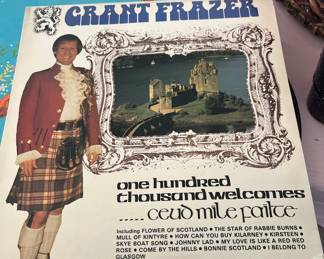 GRANT FRAZER
one hundred
thousand welcomes
..... ceud mile failte
Including FLOWER OF SCOTLAND • THE STAR OF RABBIE BURNS •
MULL OF KINTYRE • HOW CAN YOU BUY KILLARNEY • KIRSTEEN •
SKYE BOAT SONG • JOHNNY LAD • MY LOVE IS LIKE A RED RED
ROSE • COME BY THE HILLS • BONNIE SCOTLAND • I BELONG TO
GLASGOW